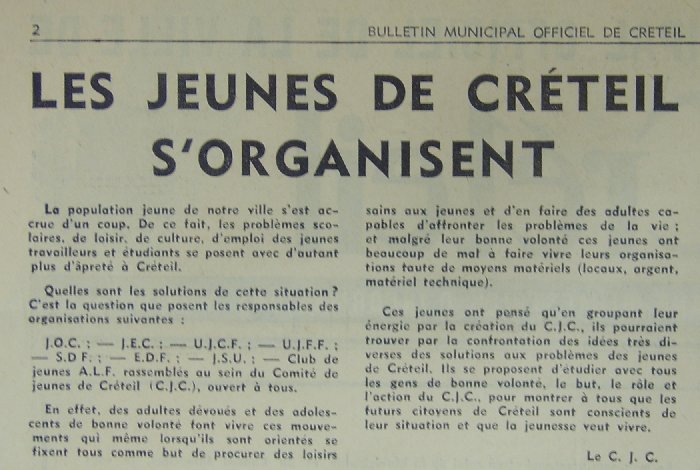 2
BULLETIN MUNICIPAL OFFICIEL DE CRETEIL
LES JEUNES DE CRÉTEIL
S'ORGANISENT
La population jeune de notre ville s'est ac-
crue d'un coup. De ce fait, les problèmes sco-
laires, de loisir, de culture, d'emploi des jeunes
travailleurs et étudiants se posent avec d'autant
plus d'âpreté à Créteil.
Quelles sont les solutions de cette situation ?
C'est la question que posent les responsables des
organisations suivantes :
J.O.C. ; — J.E.C. ; — U.J.C.F. ; — U.J.F.F. ;
— S.D F. ; — E.D.F. ; — J.S.U. ; — Club de
jeunes A.L.F. rassemblés au sein du Comité de
jeunes de Créteil (C.J.C.), ouvert à tous.
En effet, des adultes dévoués et des adoles-
cents de bonne volonté font vivre ces mouve-
ments qui même lorsqu'ils sont orientés se
fixent tous comme but de procurer des loisirs
sains aux jeunes et d'en faire des adultes ca-
pables d'affronter les problèmes de la vie ;
et malgré leur bonne volonté ces jeunes ont
beaucoup de mal à faire vivre leurs organisa-
tions faute de moyens matériels (locaux, argent,
matériel technique).
Ces jeunes ont pensé qu'en groupant leur
énergie par la création du C.J.C., ils pourraient
trouver par la confrontation des idées très di-
verses des solutions aux problèmes des jeunes
de Créteil. Ils se proposent d'étudier avec tous
les gens de bonne volonté, le but, le rôle et
l'action du C.J.C., pour montrer à tous que les
futurs citoyens de Créteil sont conscients de
leur situation et que la jeunesse veut vivre.
Le C. J. C.